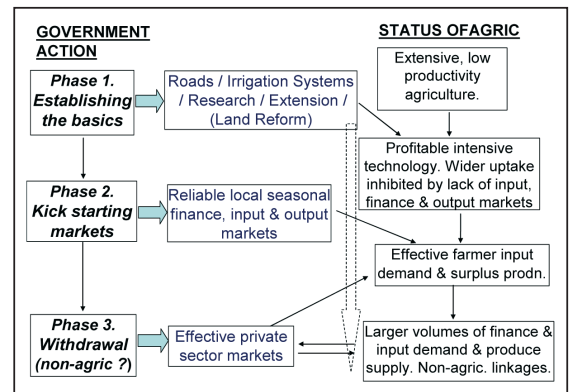 GOVERNMENT
ACTION
STATUS OFAGRIC
Phase 1.
Establishing
the basics
Roads / Irrigation Systems
/ Research / Extension /
(Land Reform)
Extensive, low
productivity
agriculture.
Profitable intensive
technology. Wider uptake
inhibited by lack of input,
finance & output markets
Phase 2.
Kick starting
markets
Reliable local seasonal
finance, input & output
markets
Effective farmer input
demand & surplus prodn.
Phase 3.
Withdrawal
(non-agric ?)
Effective private
sector markets
Larger volumes of finance &
input demand & produce
supply. Non-agric. linkages.